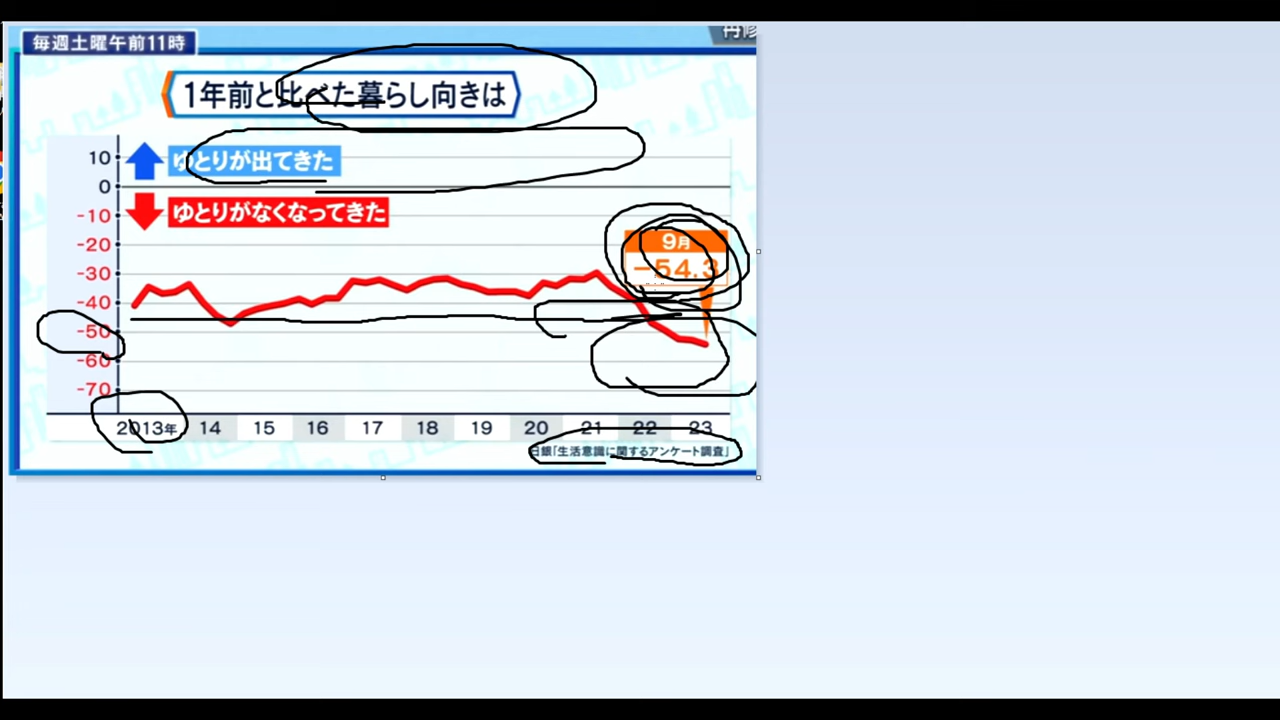 毎週土曜午前11時
1年前と比べた暮らし向きは
10
ゆとりが出てきた
0
-10
ゆとりがなくなってきた
-20
9月
-54.3
-30
-40
-50
-60
-70
2013年 14 15 16 17 18 19 20 21 22 23
日銀「生活意識に関するアンケート調査」